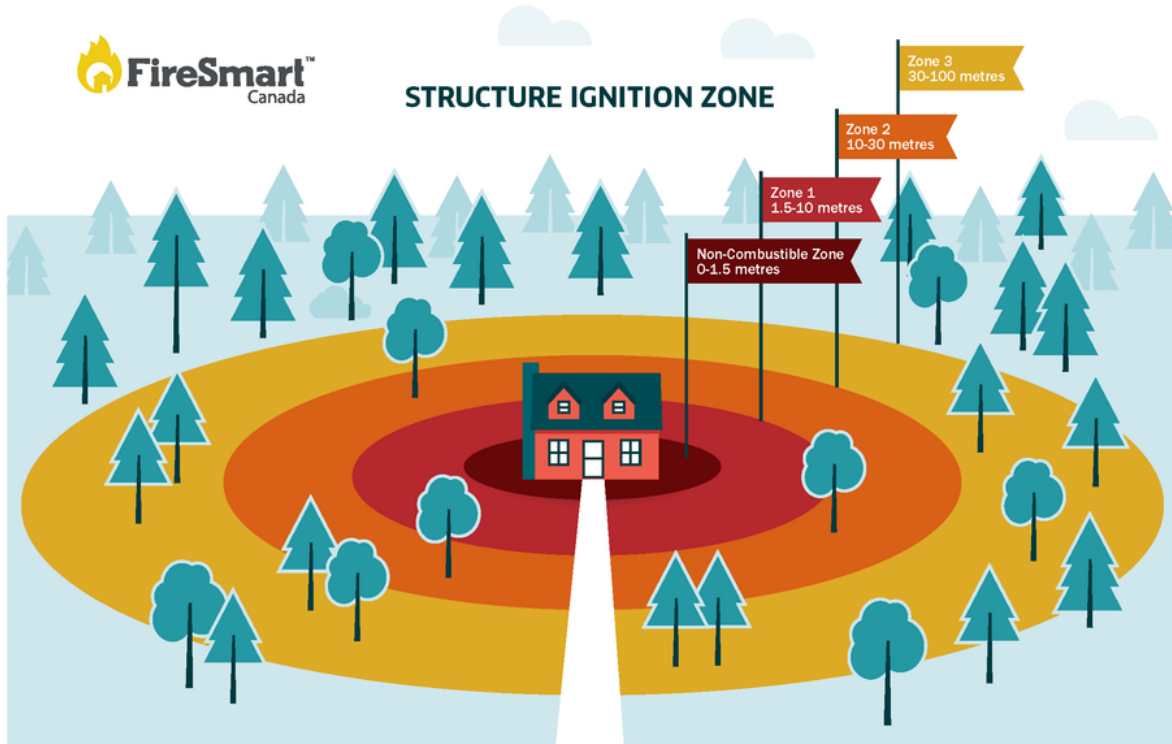 FireSmart™
Canada
STRUCTURE IGNITION ZONE
Zone 3
30-100 metres
Zone 2
10-30 metres
Zone 1
1.5-10 metres
Non-Combustible Zone
0-1.5 metres